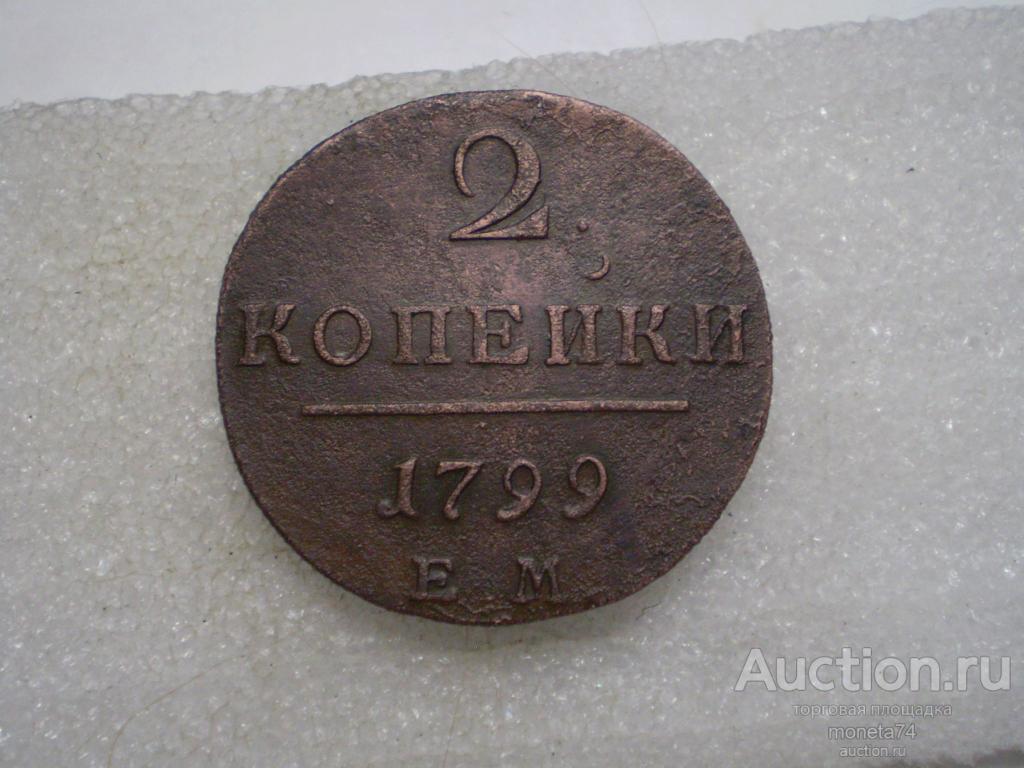 2.
КОПЕЙКИ
1799
Е М
Auction.ru
торговая площадка
moneta74
auction.ru